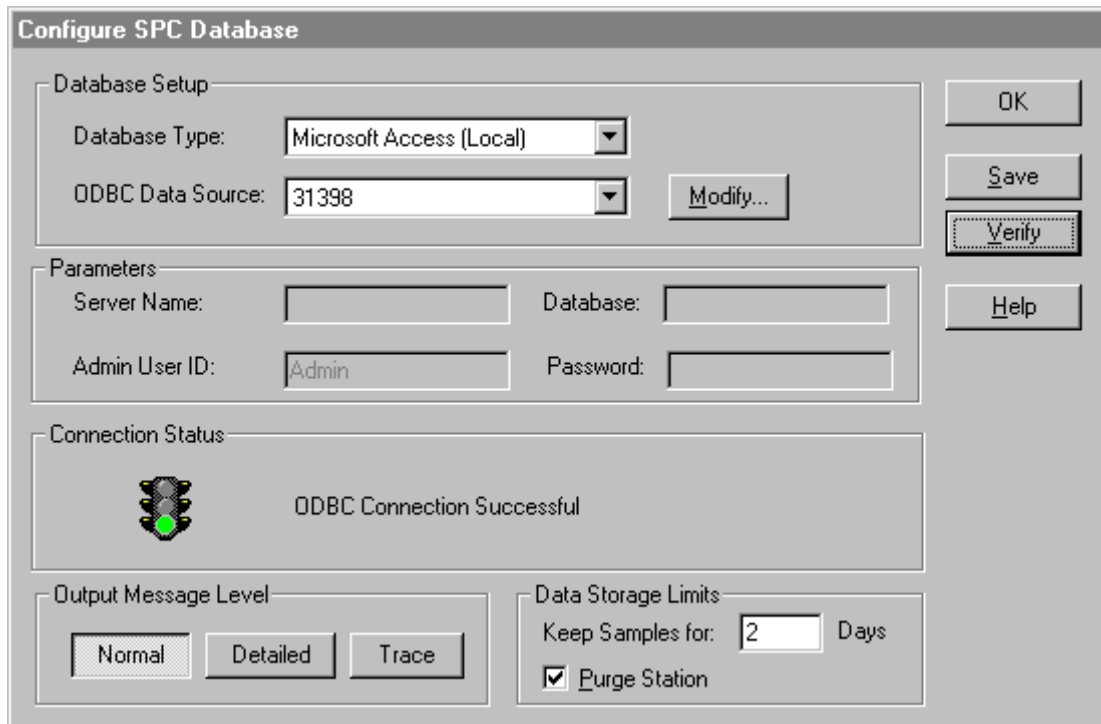 Configure SPC Database
Database Setup
Database Type: Microsoft Access (Local)
ODBC Data Source: 31398 Modify...
OK
Save
Verify
Help
Parameters
Server Name: Database:
Admin User ID: Admin Password:
Connection Status
ODBC Connection Successful
Output Message Level
Normal Detailed Trace
Data Storage Limits
Keep Samples for: 2 Days
Purge Station